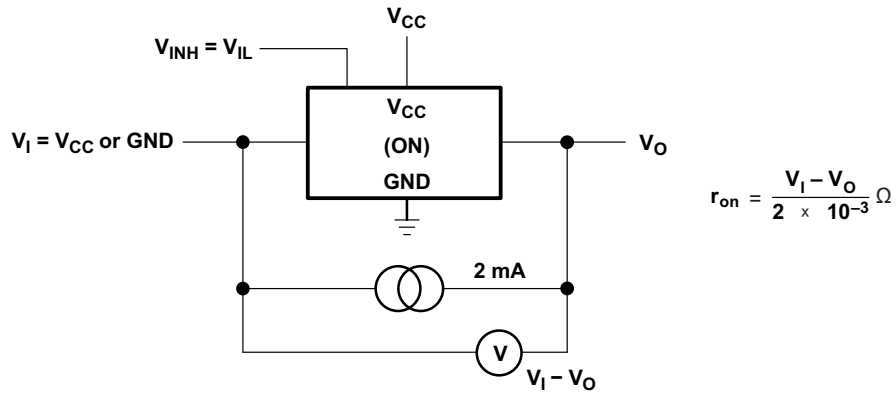 V_CC
V_INH = V_IL
V_CC
V_I = V_CC or GND
(ON)
V_O
GND
r_on = V_I – V_O / 2 × 10^–3 Ω
2 mA
V
V_I – V_O